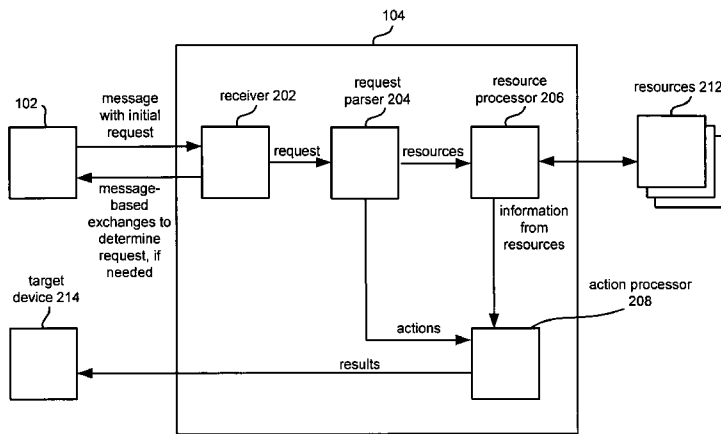 104
102
message
with initial
request
receiver 202
request
parser 204
resource
processor 206
resources 212
request
resources
message-
based
exchanges to
determine
request, if
needed
information
from
resources
target
device 214
action processor
208
actions
results